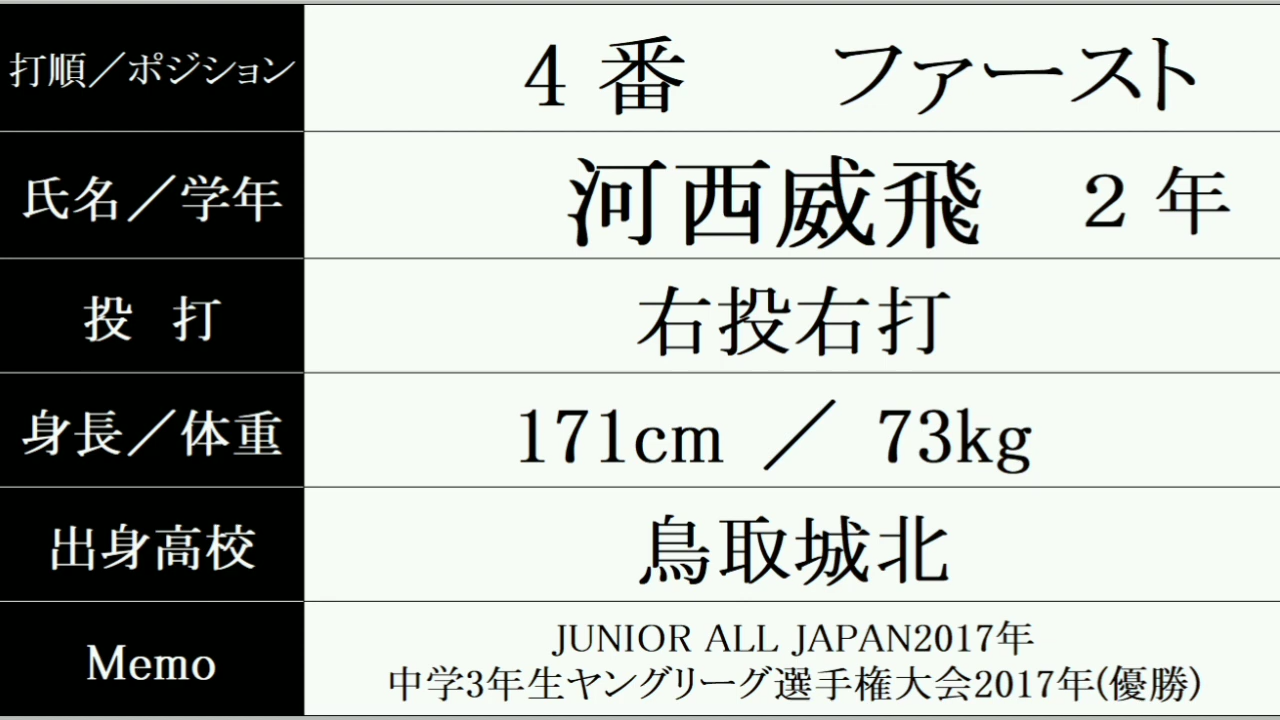 打順／ポジション 4番 ファースト
氏名／学年 河西威飛 2年
投 打 右投右打
身長／体重 171cm ／ 73kg
出身高校 鳥取城北
Memo JUNIOR ALL JAPAN2017年
中学3年生ヤングリーグ選手権大会2017年(優勝)